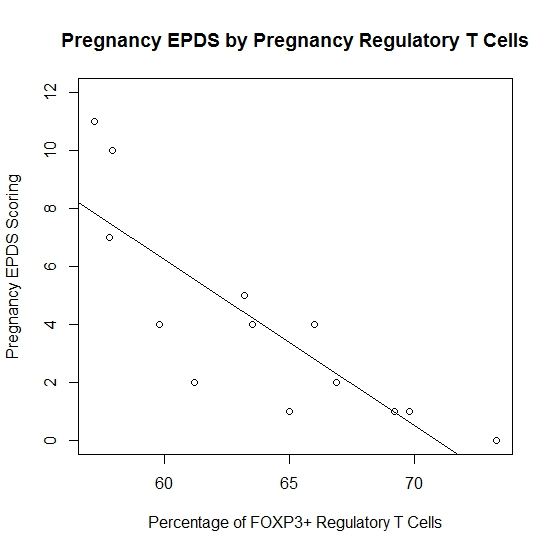 Pregnancy EPDS by Pregnancy Regulatory T Cells
Pregnancy EPDS Scoring
12
10
8
6
4
2
0
60 65 70
Percentage of FOXP3+ Regulatory T Cells